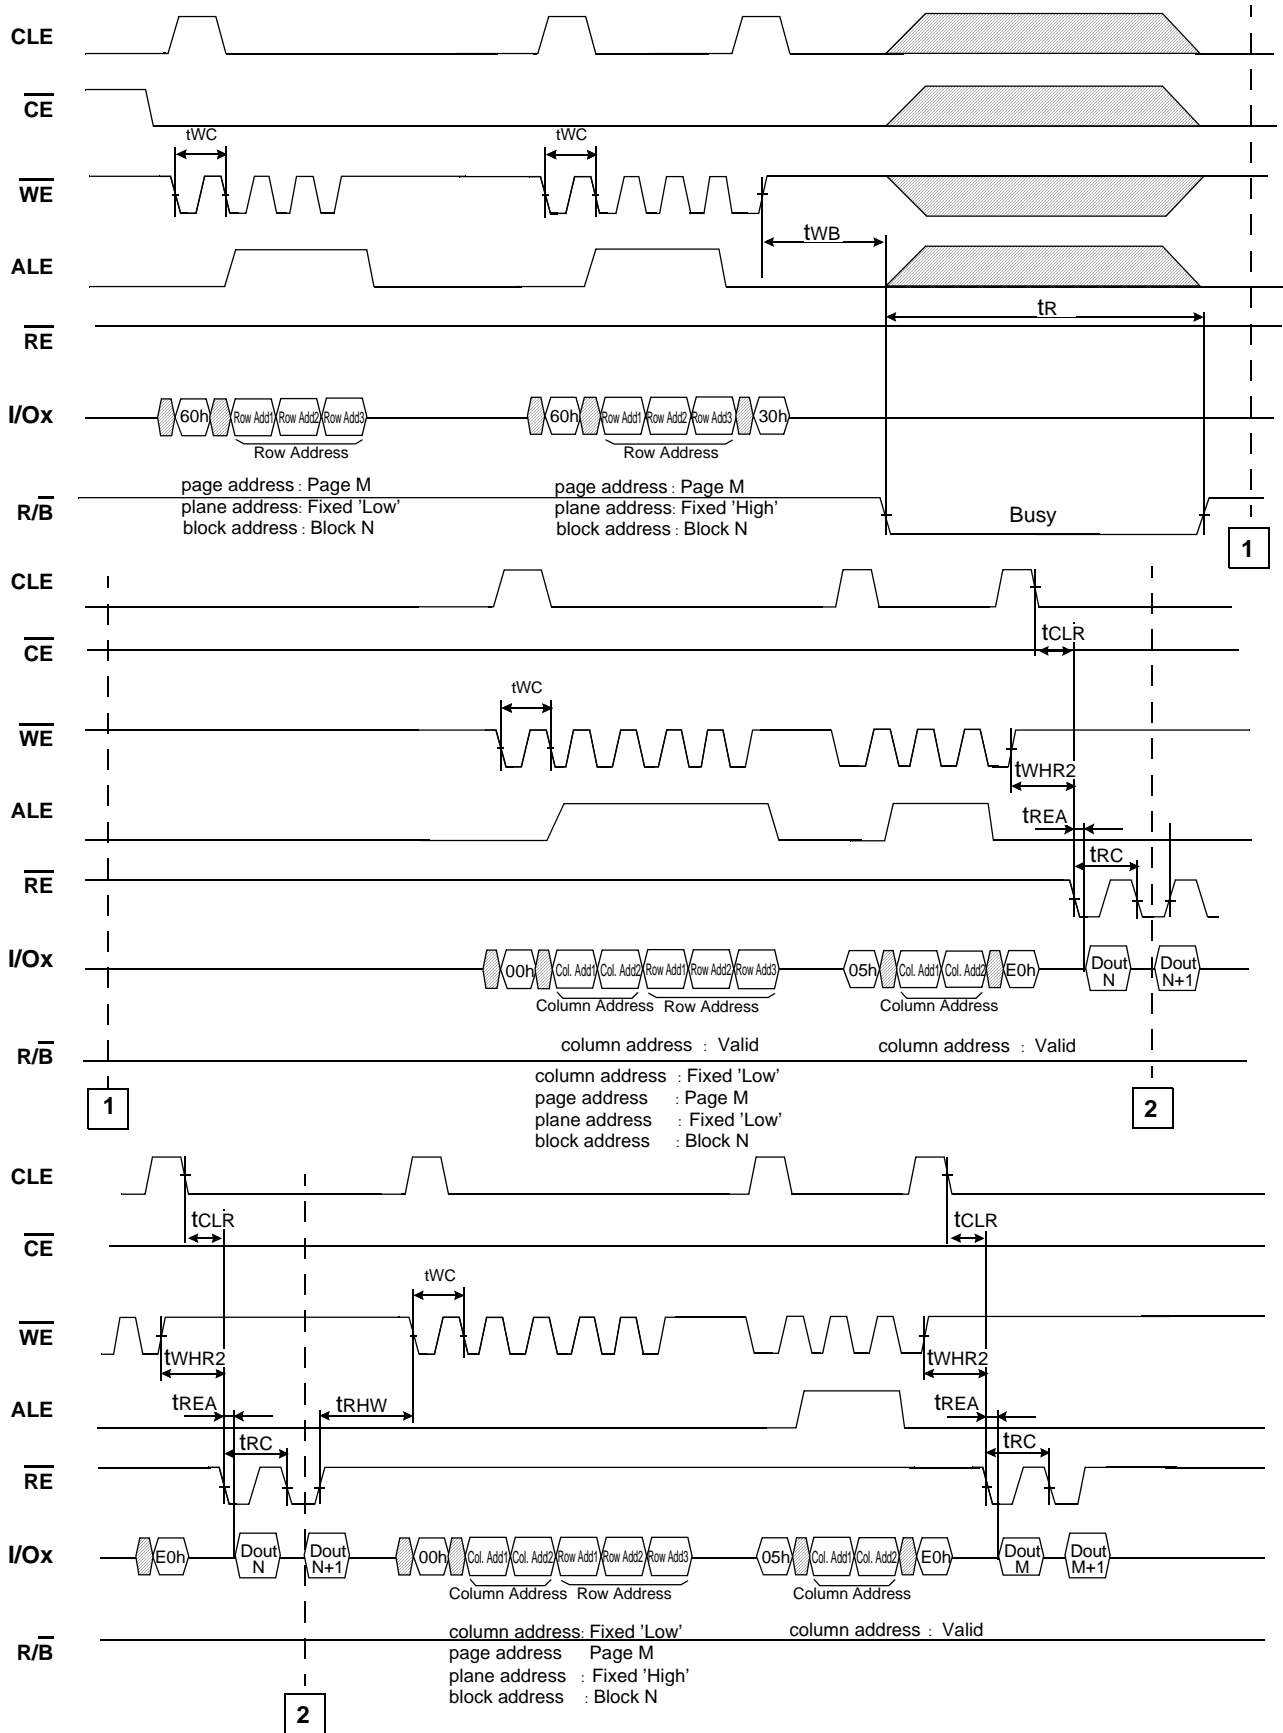 CLE
CE
tWC
tWC
WE
tWB
ALE
tR
RE
I/Ox
60h Row Add1 Row Add2 Row Add3
60h Row Add1 Row Add2 Row Add3 30h
Row Address
Row Address
page address : Page M
plane address: Fixed 'Low'
block address : Block N
page address : Page M
plane address: Fixed 'High'
block address : Block N
R/B
Busy
1
CLE
tCLR
CE
tWC
WE
tWHR2
ALE
tREA
tRC
RE
I/Ox
00h Col. Add1 Col. Add2 Row Add1 Row Add2 Row Add3
05h Col. Add1 Col. Add2 E0h
Dout N
Dout N+1
Column Address Row Address
Column Address
R/B
column address : Valid
column address : Valid
column address : Fixed 'Low'
page address : Page M
plane address : Fixed 'Low'
block address : Block N
1
2
CLE
tCLR
tCLR
CE
tWC
WE
tWHR2
tWHR2
ALE
tREA
tRHW
tREA
tRC
tRC
RE
I/Ox
E0h
Dout N
Dout N+1
00h Col. Add1 Col. Add2 Row Add1 Row Add2 Row Add3
05h Col. Add1 Col. Add2 E0h
Dout M
Dout M+1
Column Address Row Address
Column Address
R/B
column address: Fixed 'Low'
page address Page M
plane address : Fixed 'High'
block address : Block N
column address : Valid
2